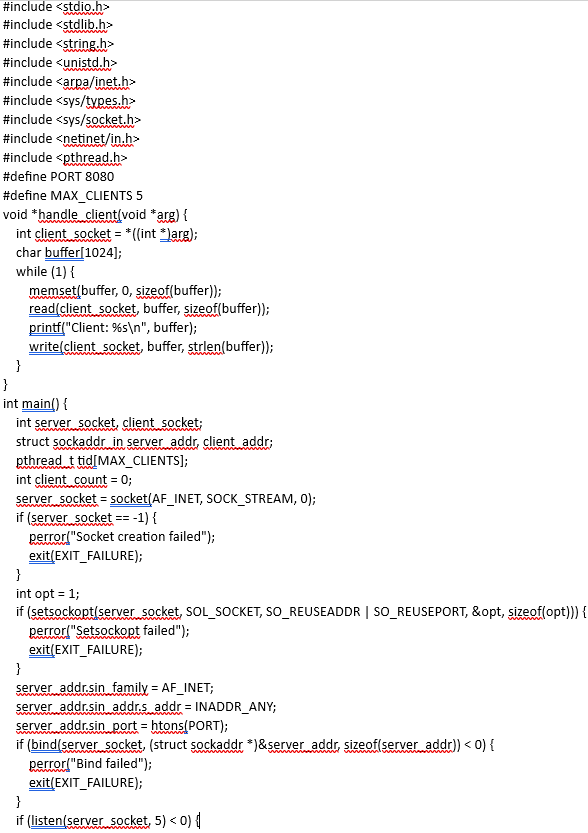 #include <stdio.h>
#include <stdlib.h>
#include <string.h>
#include <unistd.h>
#include <arpa/inet.h>
#include <sys/types.h>
#include <sys/socket.h>
#include <netinet/in.h>
#include <pthread.h>
#define PORT 8080
#define MAX_CLIENTS 5
void *handle_client(void *arg) {
    int client_socket = *((int *)arg);
    char buffer[1024];
    while (1) {
        memset(buffer, 0, sizeof(buffer));
        read(client_socket, buffer, sizeof(buffer));
        printf("Client: %s\n", buffer);
        write(client_socket, buffer, strlen(buffer));
    }
}
int main() {
    int server_socket, client_socket;
    struct sockaddr_in server_addr, client_addr;
    pthread_t tid[MAX_CLIENTS];
    int client_count = 0;
    server_socket = socket(AF_INET, SOCK_STREAM, 0);
    if (server_socket == -1) {
        perror("Socket creation failed");
        exit(EXIT_FAILURE);
    }
    int opt = 1;
    if (setsockopt(server_socket, SOL_SOCKET, SO_REUSEADDR | SO_REUSEPORT, &opt, sizeof(opt))) {
        perror("Setsockopt failed");
        exit(EXIT_FAILURE);
    }
    server_addr.sin_family = AF_INET;
    server_addr.sin_addr.s_addr = INADDR_ANY;
    server_addr.sin_port = htons(PORT);
    if (bind(server_socket, (struct sockaddr *)&server_addr, sizeof(server_addr)) < 0) {
        perror("Bind failed");
        exit(EXIT_FAILURE);
    }
    if (listen(server_socket, 5) < 0) {